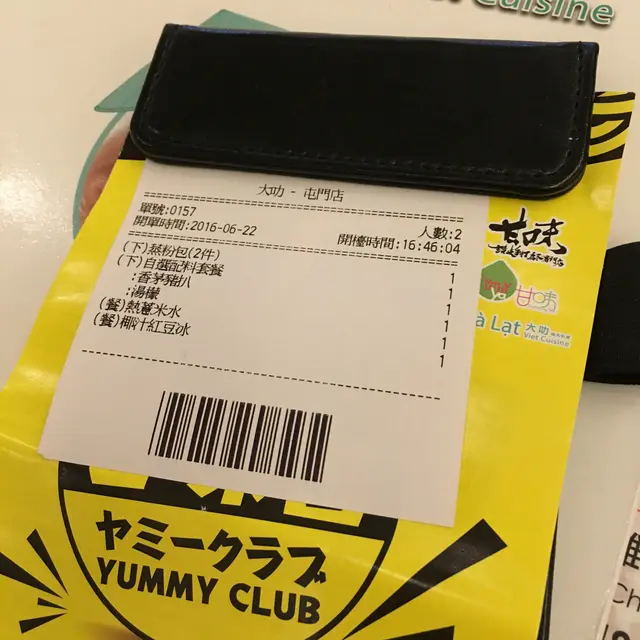 Cuisine
大叻 - 屯門店
單號:0157
人數:2
開單時間:2016-06-22
開檯時間:16:46:04
(下)蒸粉包(2件) 1
(下)自選配料套餐 1
:香茅豬扒 1
:湯檬 1
(餐)熱薏米水 1
(餐)椰汁紅豆冰 1
甘味
甘晴
à Lạt 大叻
Viet Cuisine
ヤミークラブ
YUMMY CLUB
Ch